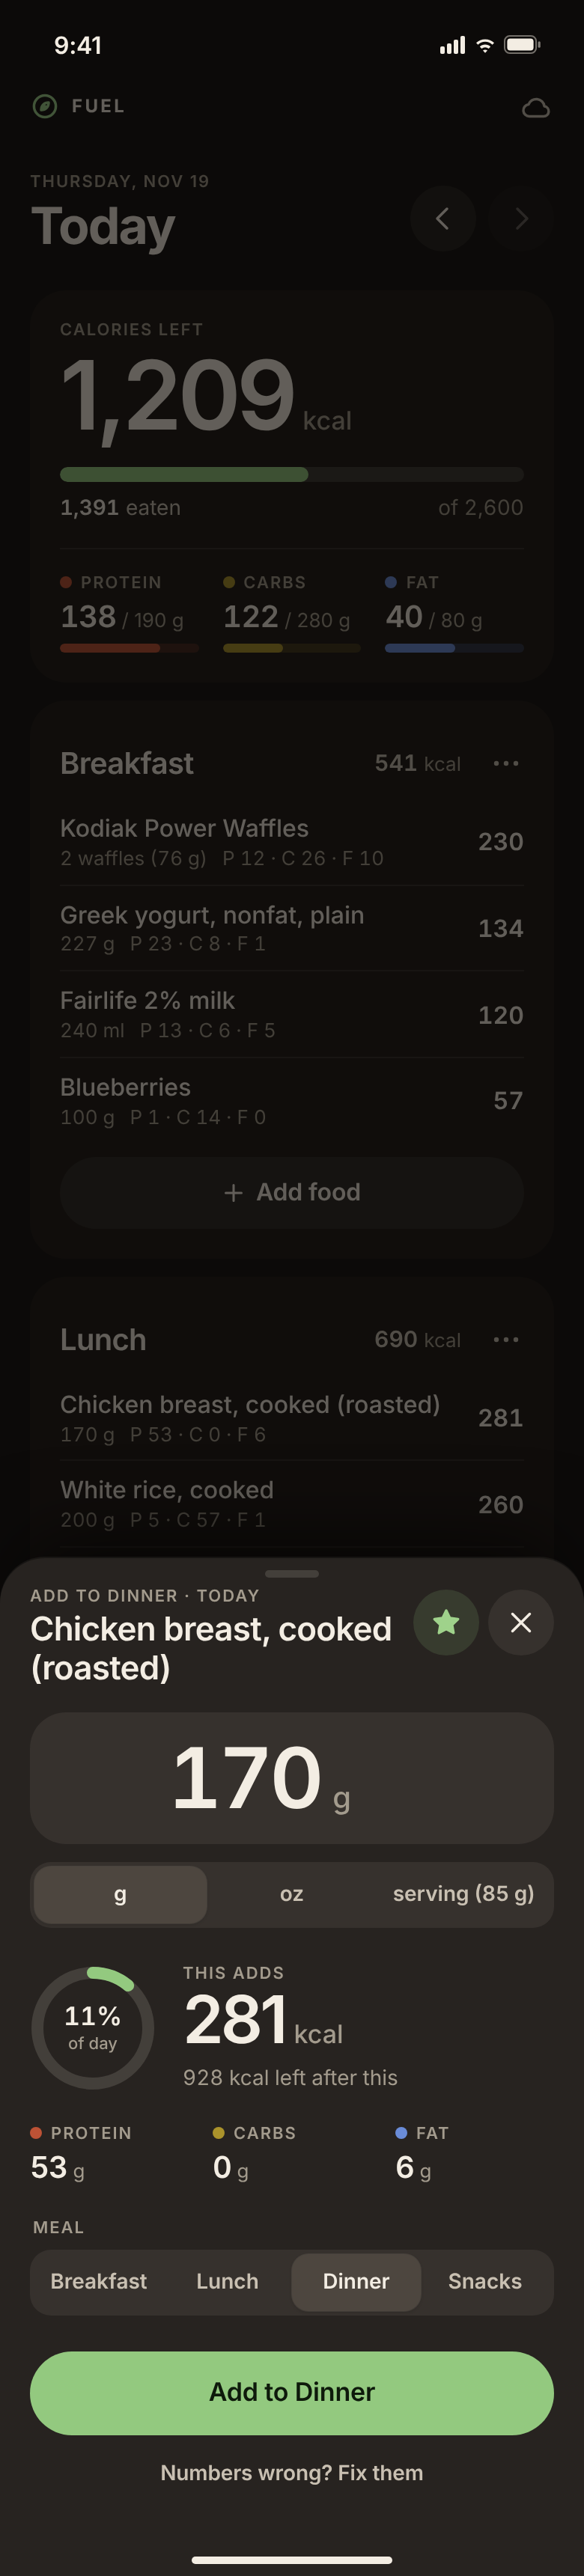 9:41
FUEL
THURSDAY, NOV 19
Today
CALORIES LEFT
1,209 kcal
1,391 eaten of 2,600
PROTEIN CARBS FAT
138 / 190 g 122 / 280 g 40 / 80 g
Breakfast 541 kcal
Kodiak Power Waffles 230
2 waffles (76 g) P 12 · C 26 · F 10
Greek yogurt, nonfat, plain 134
227 g P 23 · C 8 · F 1
Fairlife 2% milk 120
240 ml P 13 · C 6 · F 5
Blueberries 57
100 g P 1 · C 14 · F 0
+ Add food
Lunch 690 kcal
Chicken breast, cooked (roasted) 281
170 g P 53 · C 0 · F 6
White rice, cooked 260
200 g P 5 · C 57 · F 1
ADD TO DINNER · TODAY
Chicken breast, cooked
(roasted)
170 g
g oz serving (85 g)
THIS ADDS
11% 281 kcal
of day
928 kcal left after this
PROTEIN CARBS FAT
53 g 0 g 6 g
MEAL
Breakfast Lunch Dinner Snacks
Add to Dinner
Numbers wrong? Fix them